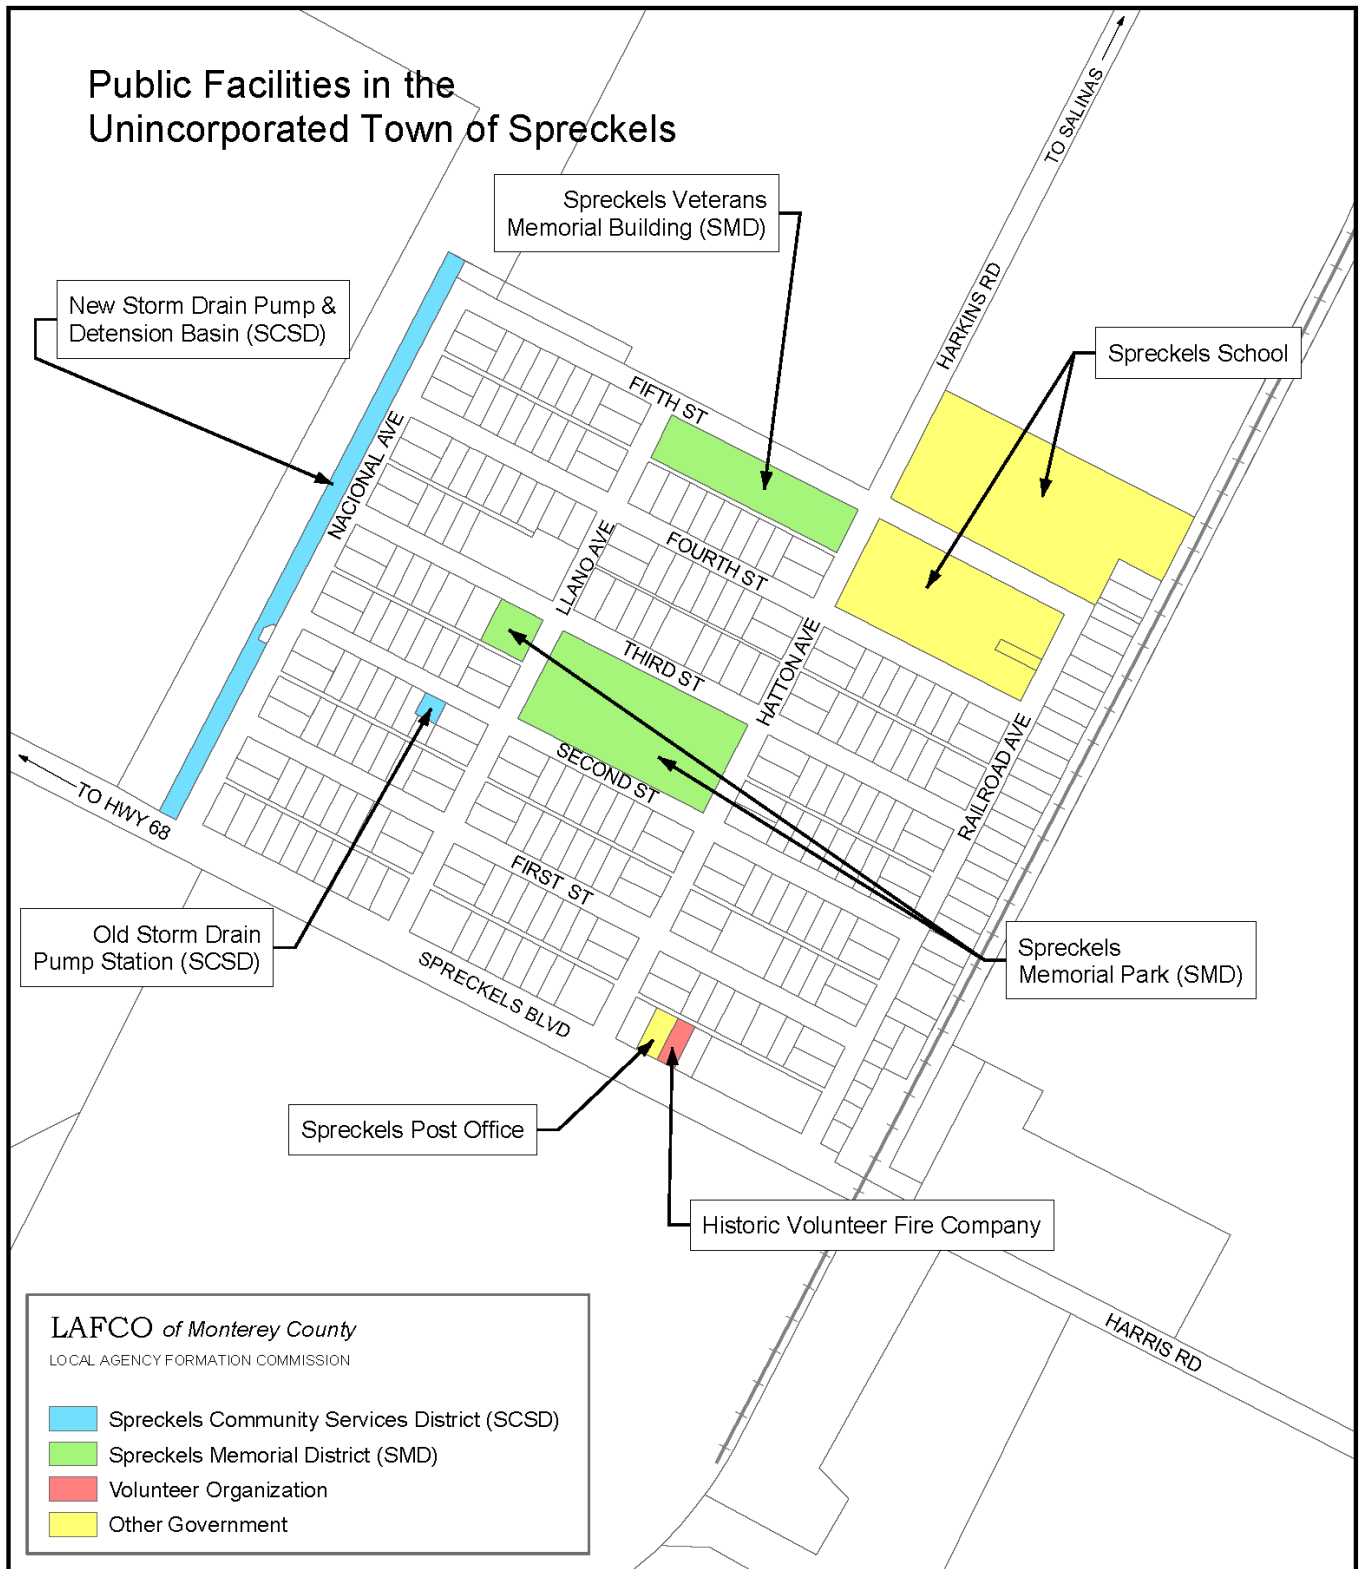 Public Facilities in the
Unincorporated Town of Spreckels
TO SALINAS
Spreckels Veterans
Memorial Building (SMD)
HARKINS RD
New Storm Drain Pump &
Detension Basin (SCSD)
Spreckels School
FIFTH ST
NACIONAL AVE
LLANO AVE
FOURTH ST
THIRD ST
HATTON AVE
SECOND ST
RAILROAD AVE
TO HWY 68
FIRST ST
Old Storm Drain
Pump Station (SCSD)
SPRECKELS BLVD
Spreckels
Memorial Park (SMD)
Spreckels Post Office
Historic Volunteer Fire Company
HARRIS RD
LAFCO of Monterey County
LOCAL AGENCY FORMATION COMMISSION
Spreckels Community Services District (SCSD)
Spreckels Memorial District (SMD)
Volunteer Organization
Other Government